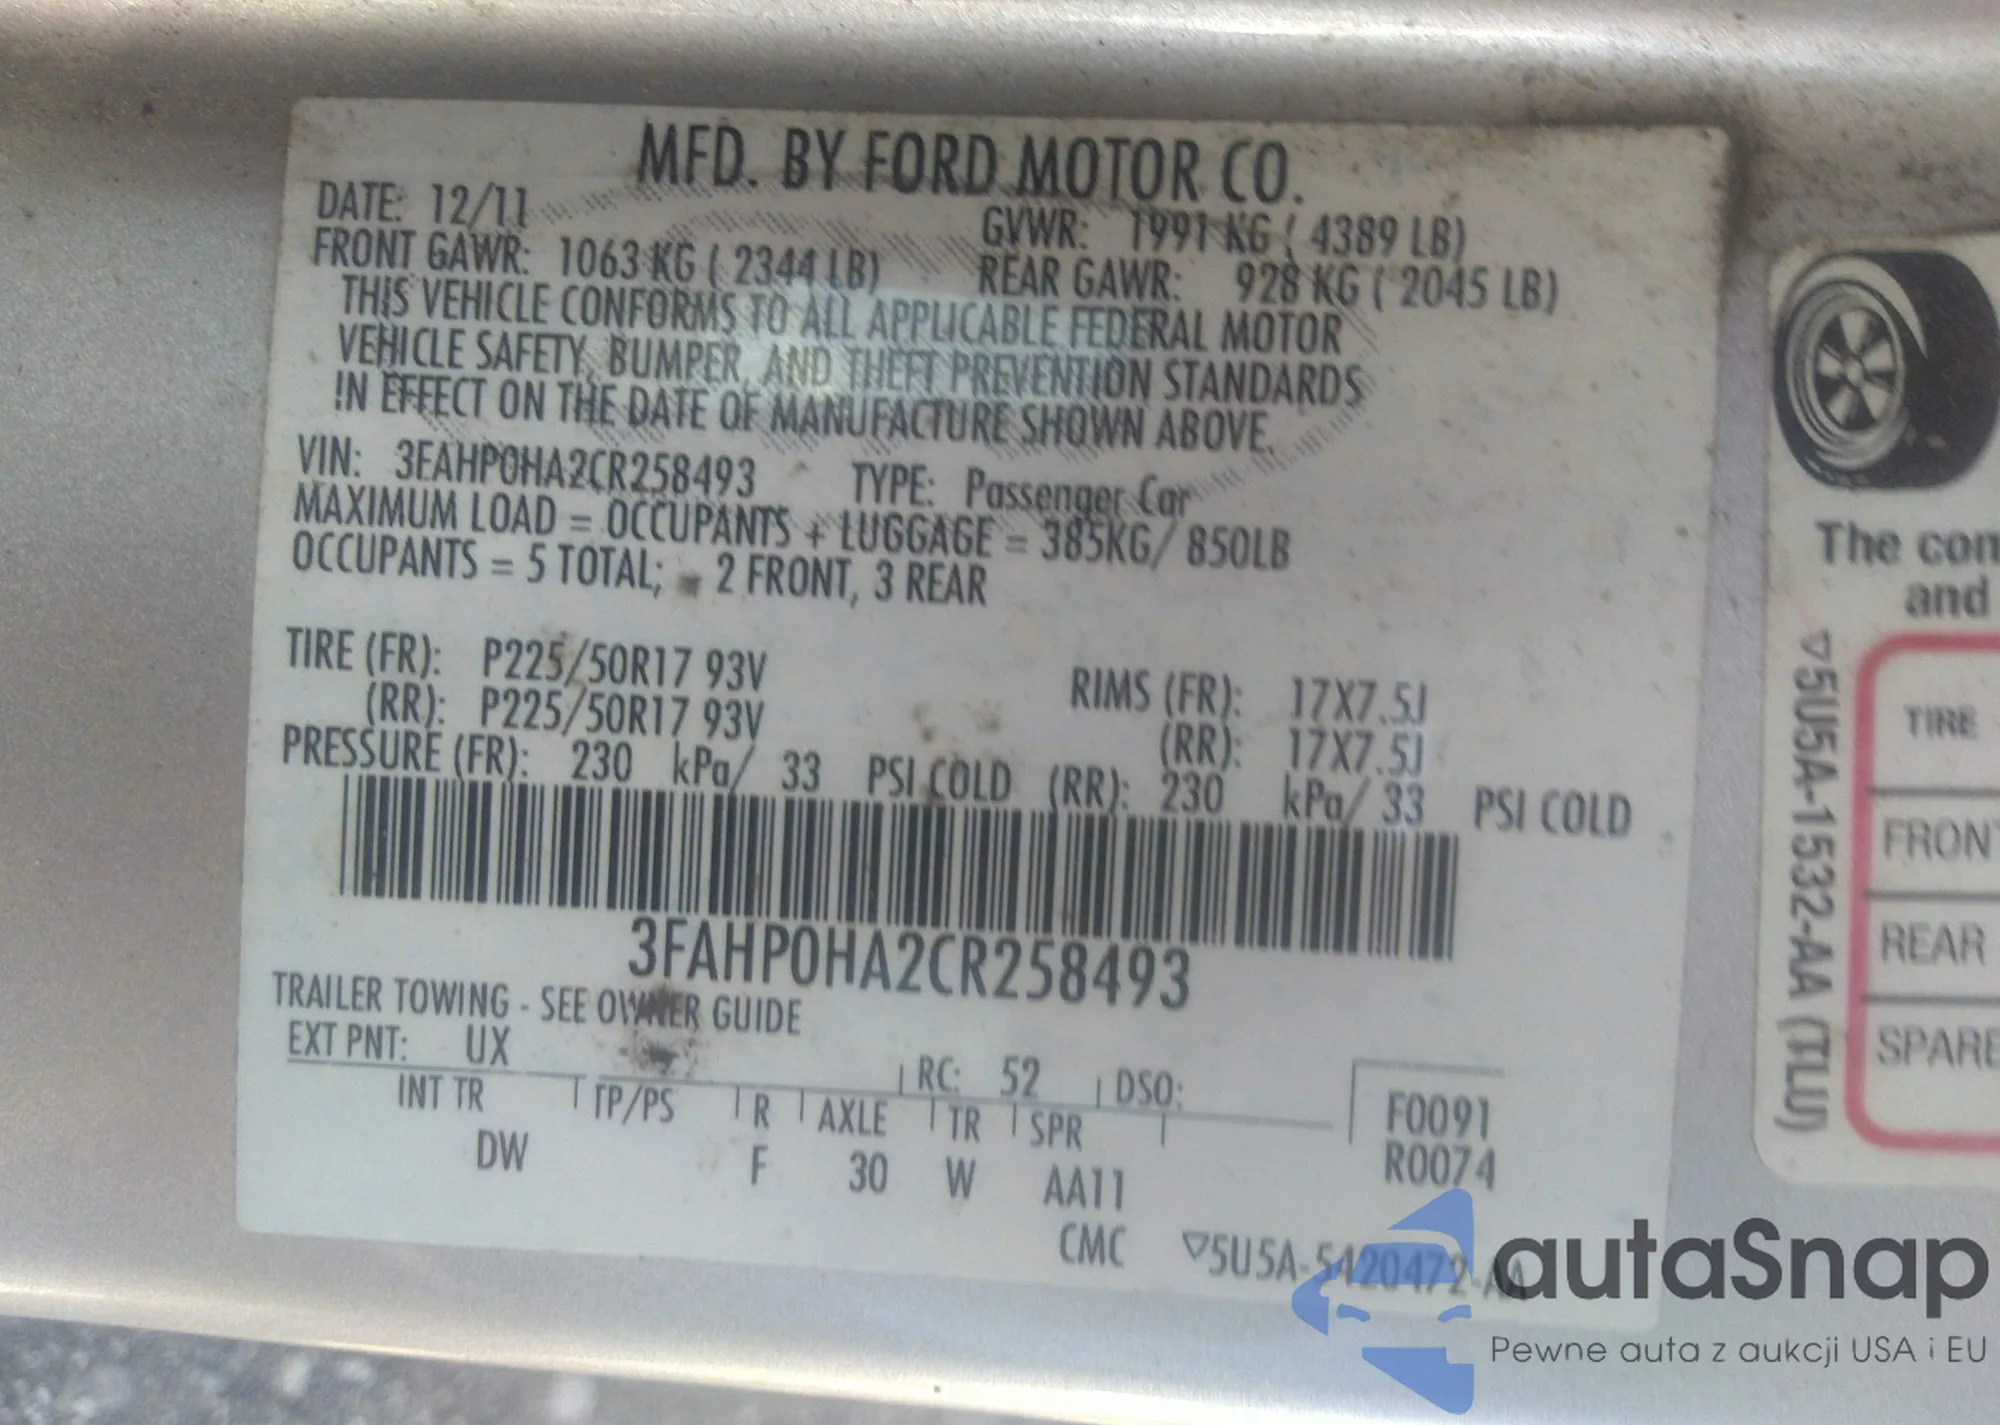 MFD. BY FORD MOTOR CO.
DATE: 12/11 GVWR: 1991 KG ( 4389 LB)
FRONT GAWR: 1063 KG ( 2344 LB) REAR GAWR: 928 KG ( 2045 LB)
THIS VEHICLE CONFORMS TO ALL APPLICABLE FEDERAL MOTOR
VEHICLE SAFETY, BUMPER, AND THEFT PREVENTION STANDARDS
IN EFFECT ON THE DATE OF MANUFACTURE SHOWN ABOVE.
VIN: 3FAHP0HA2CR258493 TYPE: Passenger Car
MAXIMUM LOAD = OCCUPANTS + LUGGAGE = 385KG/ 850LB
OCCUPANTS = 5 TOTAL; 2 FRONT, 3 REAR
TIRE (FR): P225/50R17 93V RIMS (FR): 17X7.5J
(RR): P225/50R17 93V (RR): 17X7.5J
PRESSURE (FR): 230 kPa/ 33 PSI COLD (RR): 230 kPa/ 33 PSI COLD
3FAHP0HA2CR258493
TRAILER TOWING - SEE OWNER GUIDE
EXT PNT: UX RC: 52 DSO:
INT TR TP/PS R AXLE TR SPR F0091
DW F 30 W AA11 R0074
CMC ▽5U5A-5420472-AA
The con
and
▽5U5A-1532-AA (TLU)
TIRE
FRONT
REAR
SPARE
autaSnap
Pewne auta z aukcji USA i EU